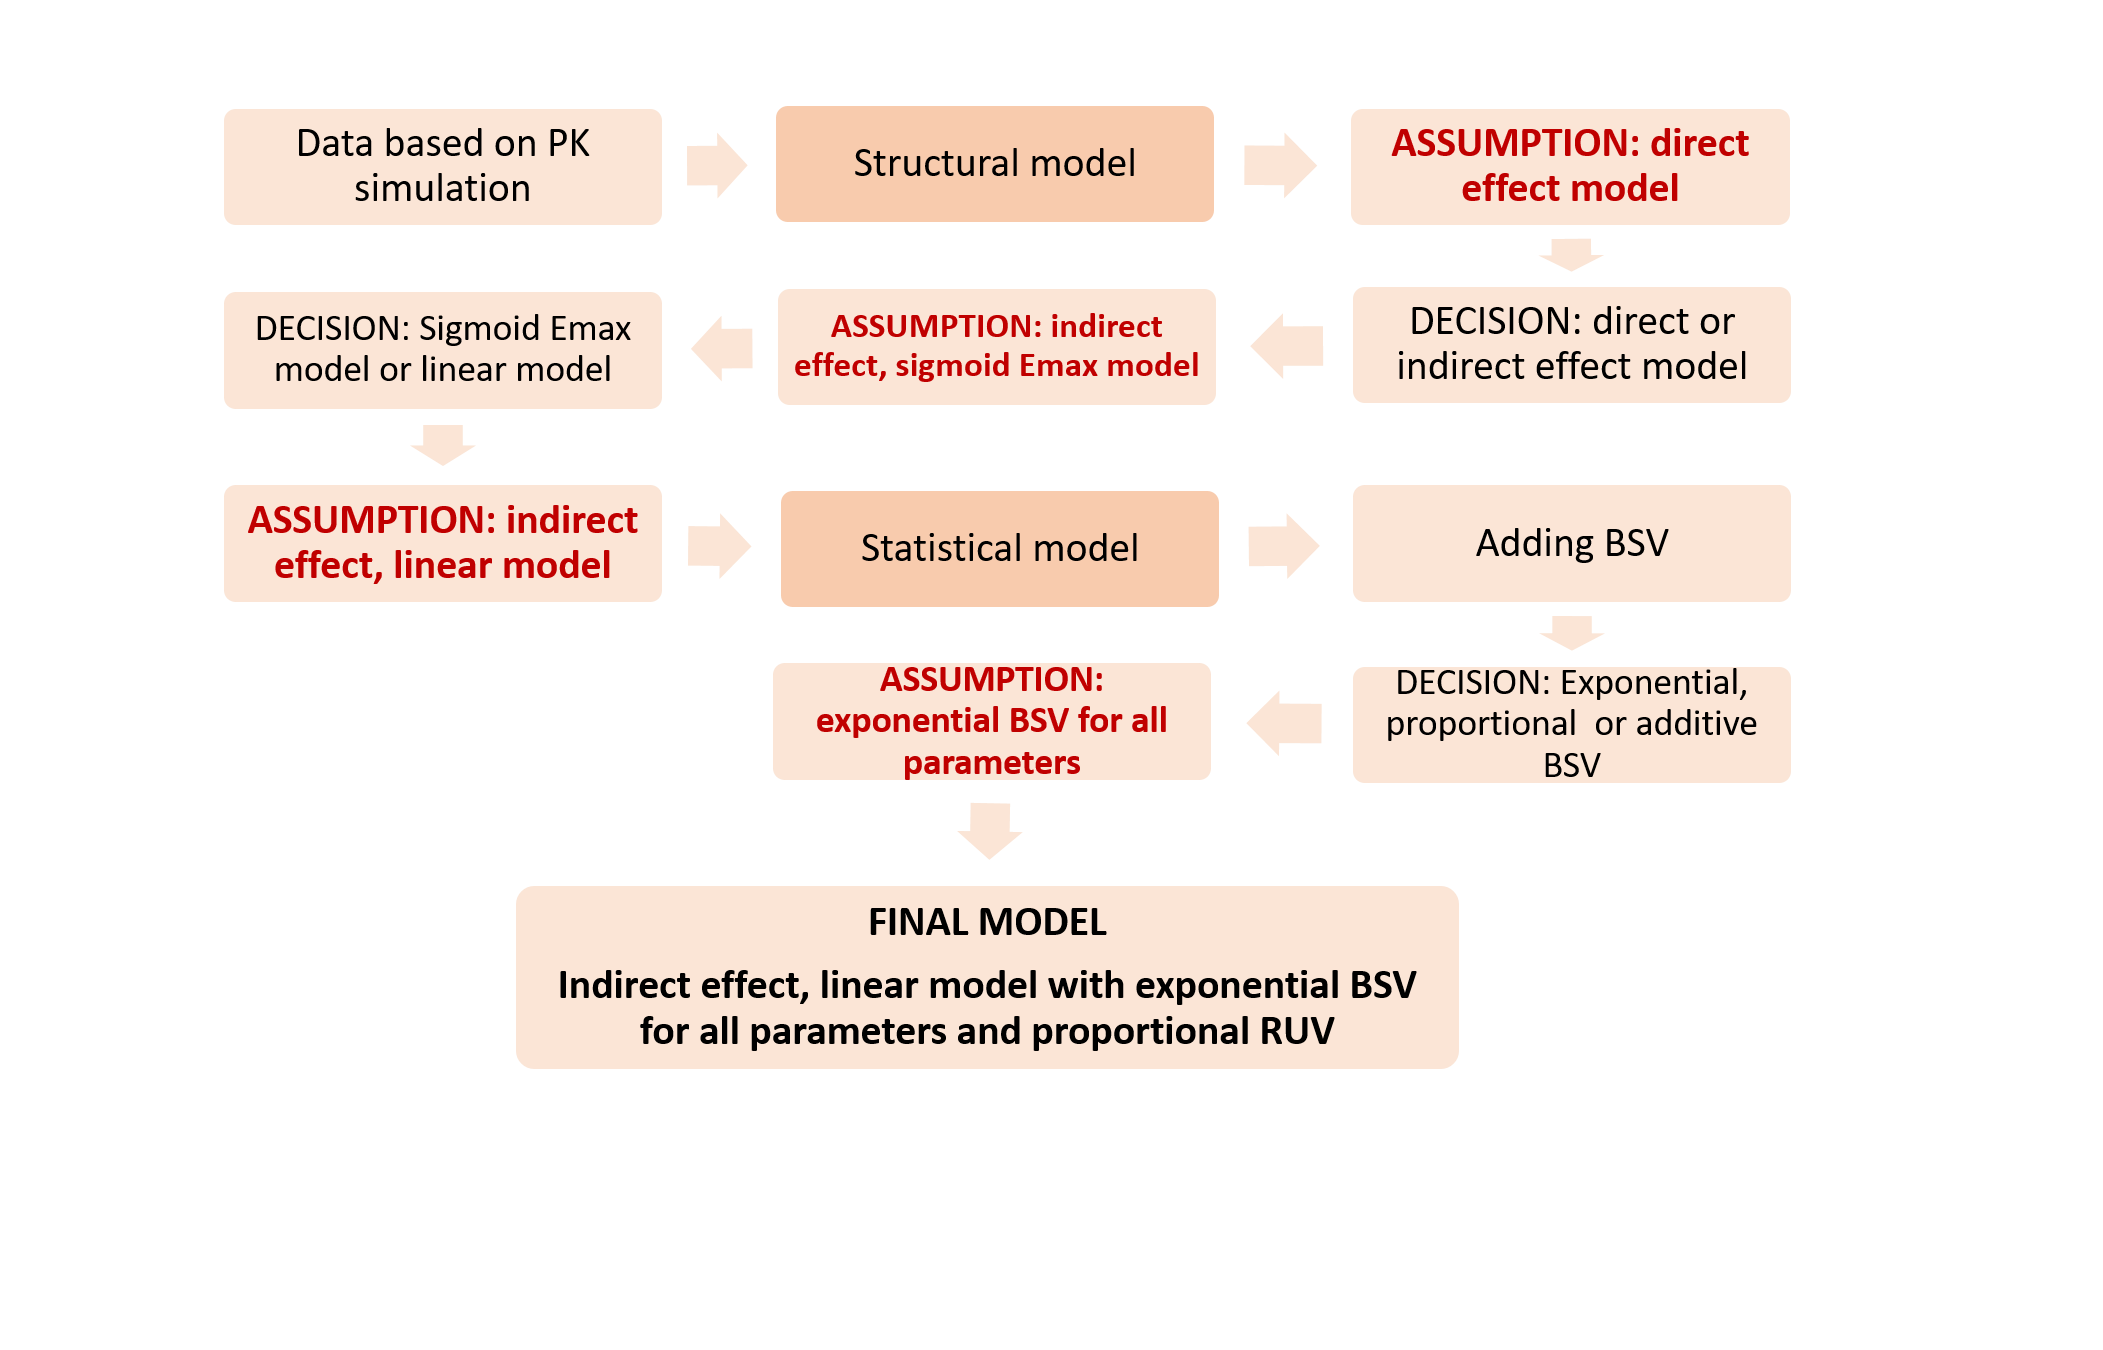 Data based on PK
simulation
Structural model
ASSUMPTION: direct
effect model
DECISION: direct or
indirect effect model
ASSUMPTION: indirect
effect, sigmoid Emax model
DECISION: Sigmoid Emax
model or linear model
ASSUMPTION: indirect
effect, linear model
Statistical model
Adding BSV
DECISION: Exponential,
proportional  or additive
BSV
ASSUMPTION:
exponential BSV for all
parameters
FINAL MODEL
Indirect effect, linear model with exponential BSV
for all parameters and proportional RUV